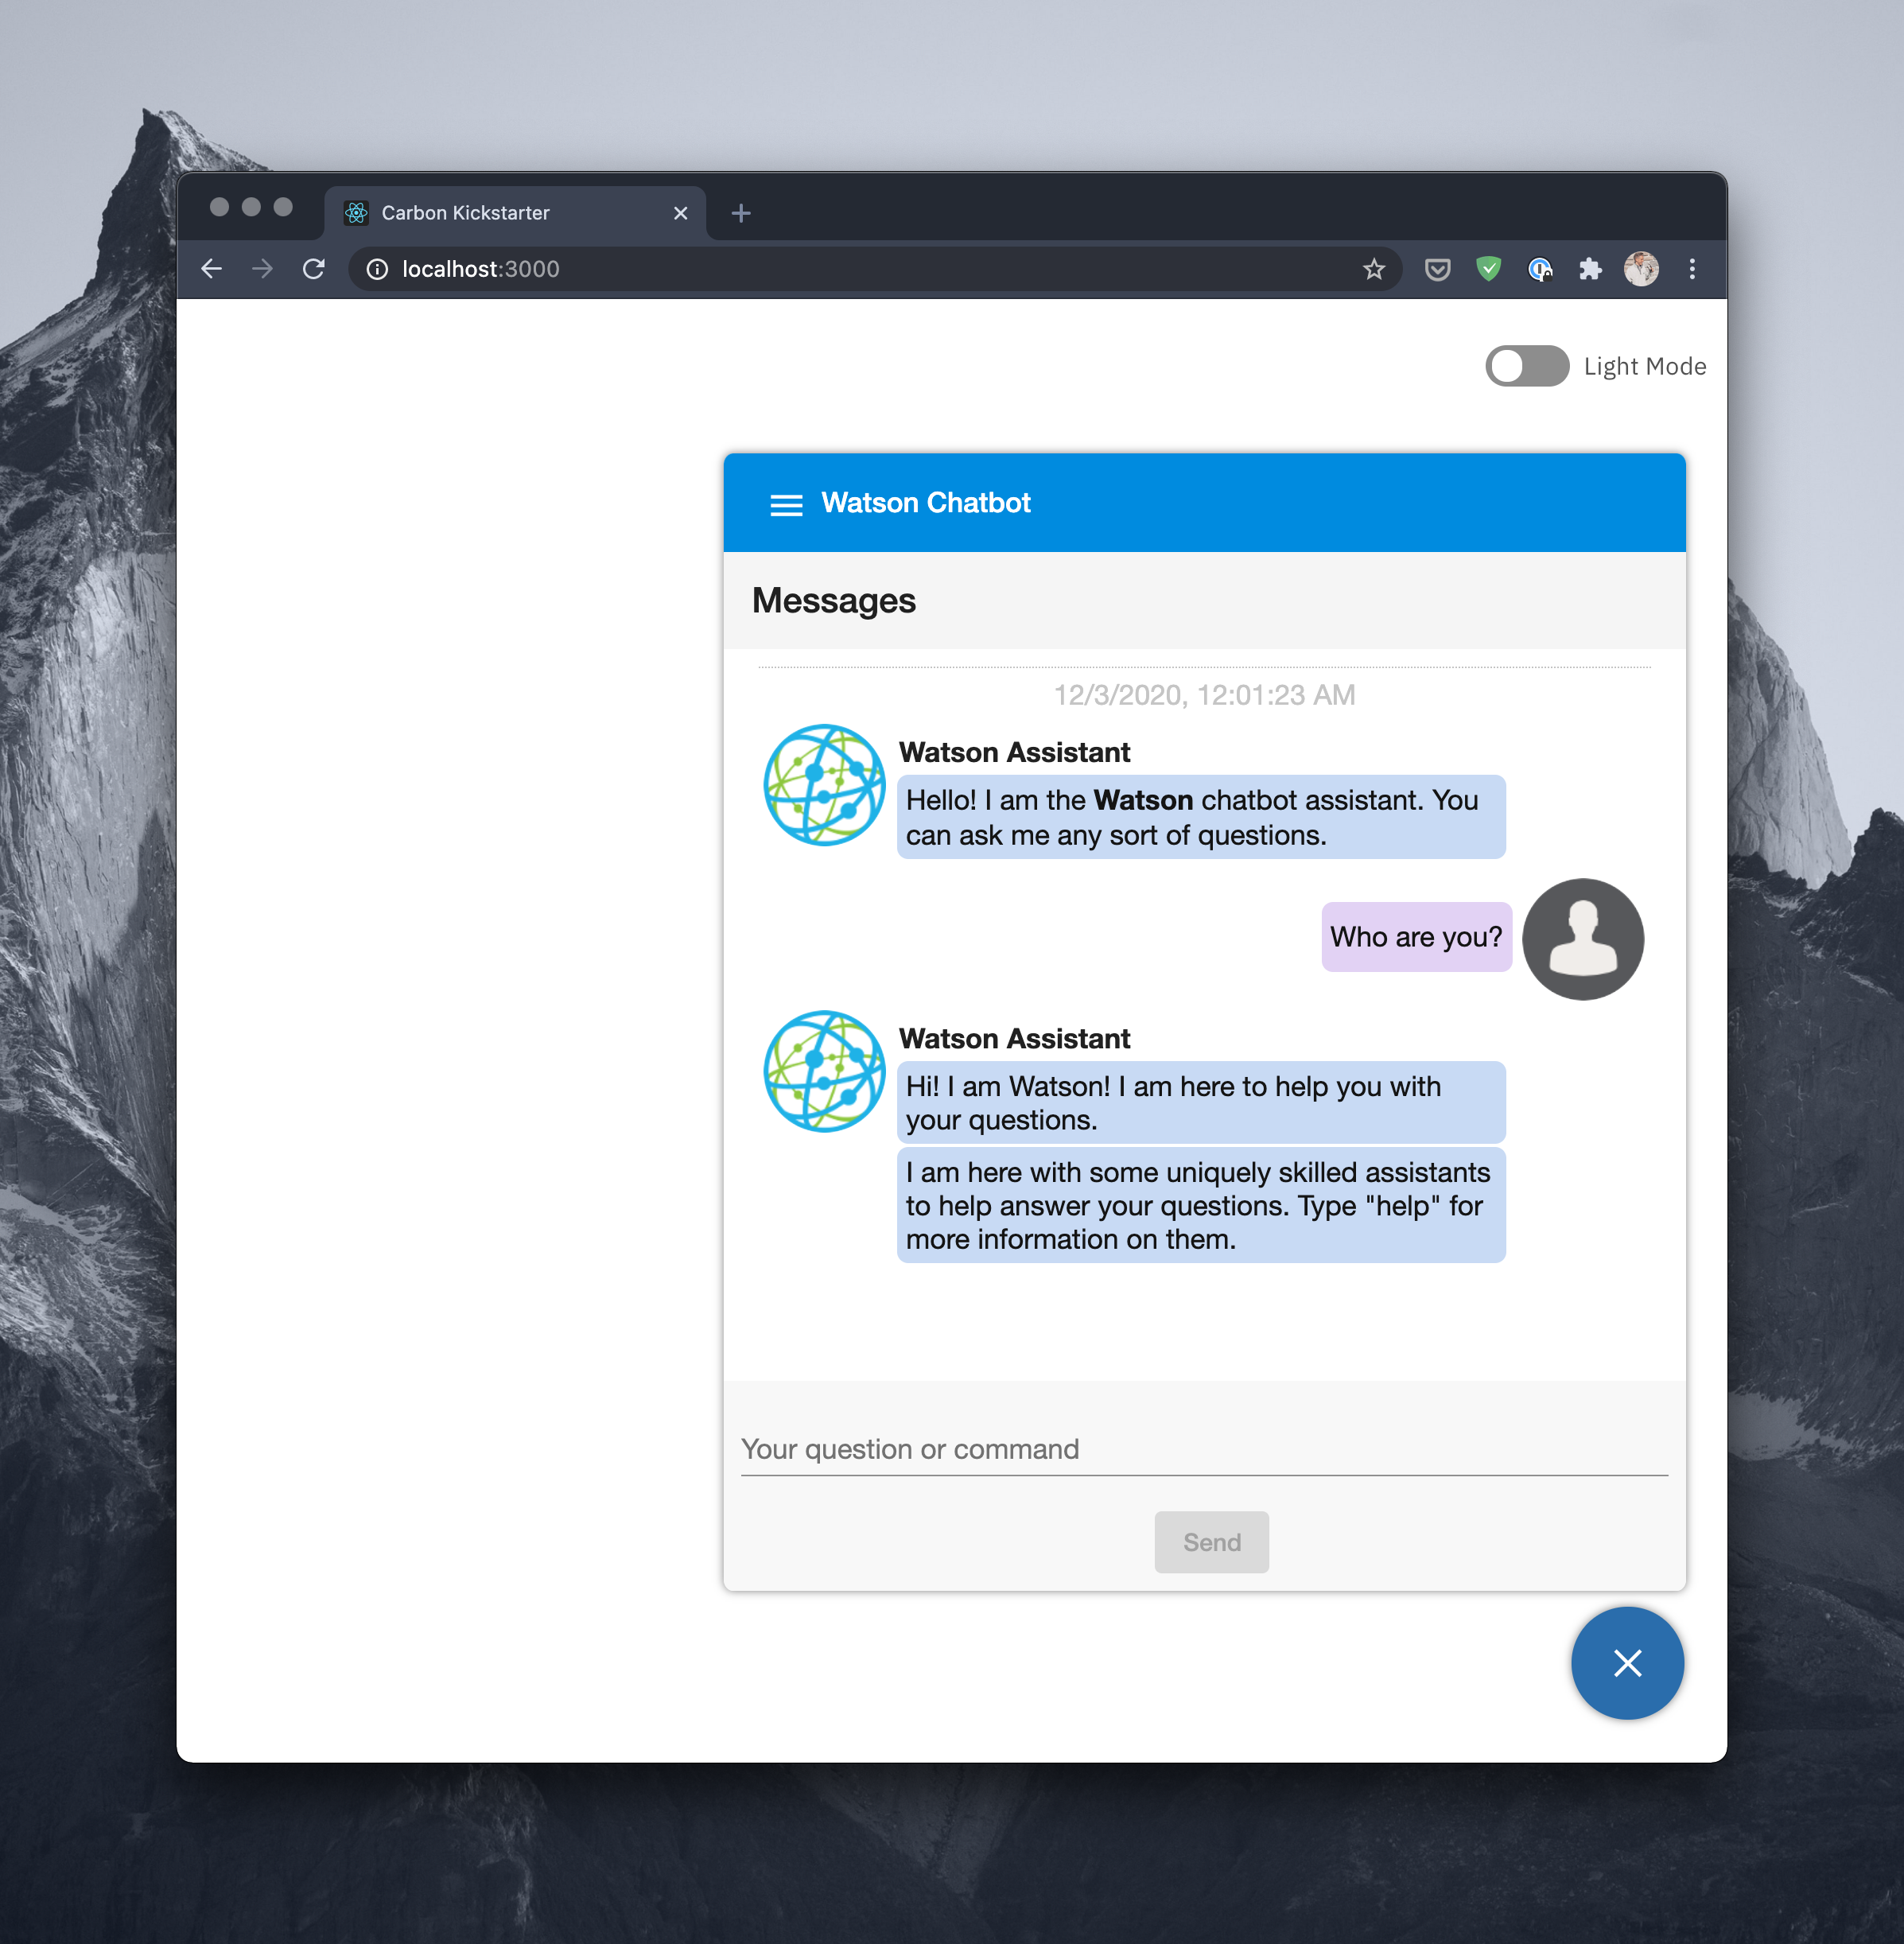 Carbon Kickstarter
localhost:3000
Light Mode
Watson Chatbot
Messages
12/3/2020, 12:01:23 AM
Watson Assistant
Hello! I am the Watson chatbot assistant. You
can ask me any sort of questions.
Who are you?
Watson Assistant
Hi! I am Watson! I am here to help you with
your questions.
I am here with some uniquely skilled assistants
to help answer your questions. Type "help" for
more information on them.
Your question or command
Send